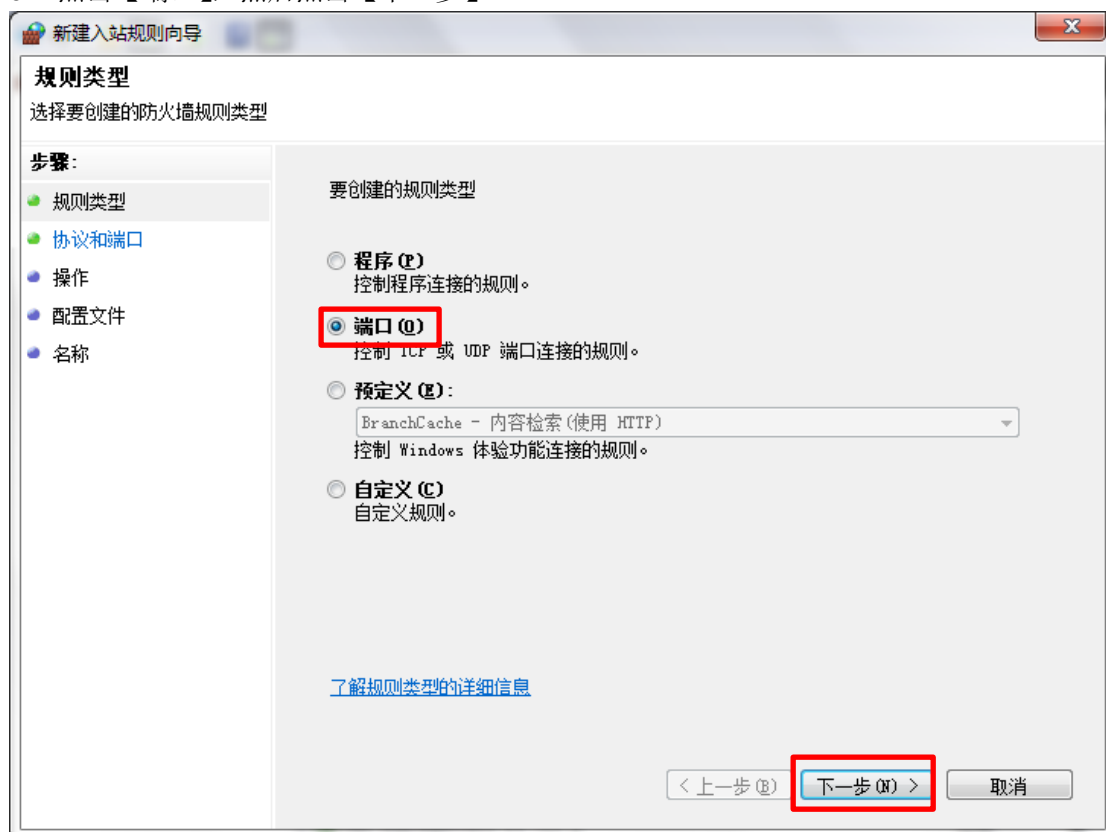 新建入站规则向导
规则类型
选择要创建的防火墙规则类型
步骤:
规则类型
协议和端口
操作
配置文件
名称
要创建的规则类型
程序(P)
控制程序连接的规则。
端口(O)
控制 TCP 或 UDP 端口连接的规则。
预定义(E):
BranchCache - 内容检索(使用 HTTP)
控制 Windows 体验功能连接的规则。
自定义(C)
自定义规则。
了解规则类型的详细信息
< 上一步(B)
下一步(N) >
取消